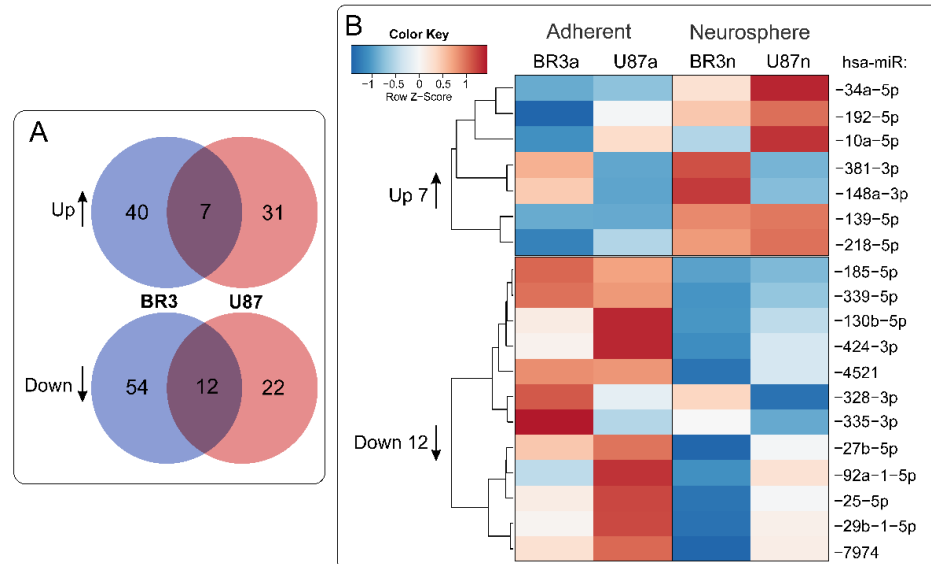 A
Up
40
7
31
BR3
U87
Down
54
12
22
B
Color Key
−1
−0.5
0
0.5
1
Row Z−Score
Adherent
Neurosphere
BR3a
U87a
BR3n
U87n
hsa-miR:
Up 7
−34a−5p
−192−5p
−10a−5p
−381−3p
−148a−3p
−139−5p
−218−5p
Down 12
−185−5p
−339−5p
−130b−5p
−424−3p
−4521
−328−3p
−335−3p
−27b−5p
−92a−1−5p
−25−5p
−29b−1−5p
−7974